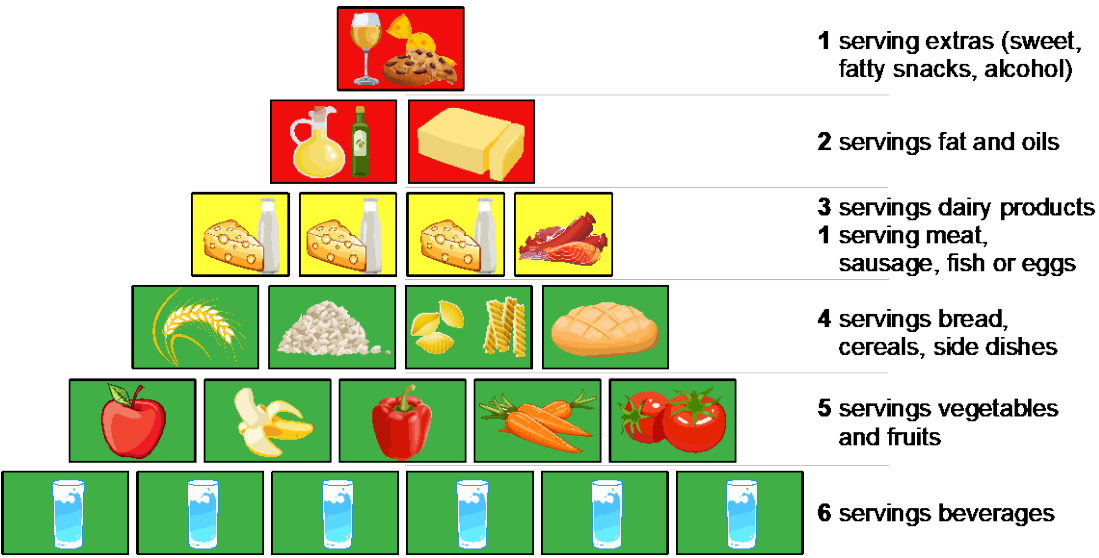 1 serving extras (sweet,
fatty snacks, alcohol)
2 servings fat and oils
3 servings dairy products
1 serving meat,
sausage, fish or eggs
4 servings bread,
cereals, side dishes
5 servings vegetables
and fruits
6 servings beverages